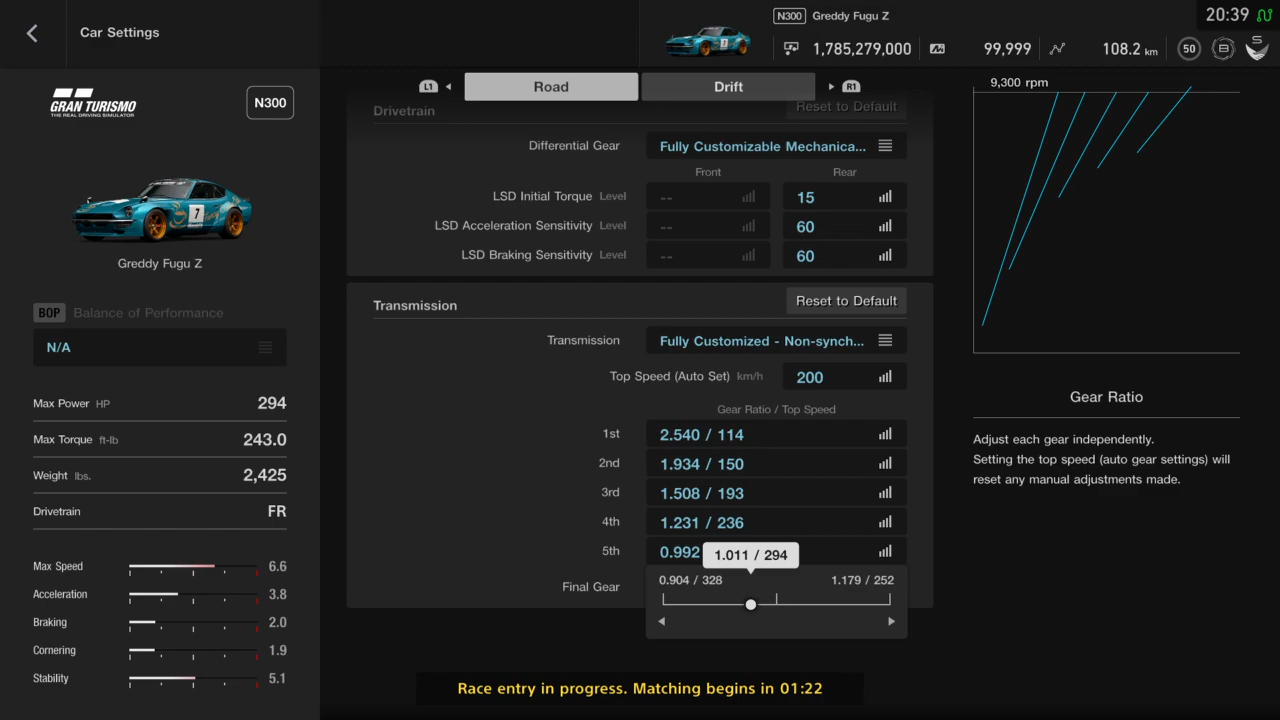 20:39
Car Settings
N300 Greddy Fugu Z
1,785,279,000 99,999 108.2 km 50 B S
L1 Road Drift R1
GRAN TURISMO
THE REAL DRIVING SIMULATOR
N300
Greddy Fugu Z
BOP Balance of Performance
N/A
Max Power HP 294
Max Torque ft-lb 243.0
Weight lbs. 2,425
Drivetrain FR
Max Speed 6.6
Acceleration 3.8
Braking 2.0
Cornering 1.9
Stability 5.1
Drivetrain Reset to Default
Differential Gear Fully Customizable Mechanica...
Front Rear
LSD Initial Torque Level -- 15
LSD Acceleration Sensitivity Level -- 60
LSD Braking Sensitivity Level -- 60
Transmission Reset to Default
Transmission Fully Customized - Non-synch...
Top Speed (Auto Set) km/h 200
Gear Ratio / Top Speed
1st 2.540 / 114
2nd 1.934 / 150
3rd 1.508 / 193
4th 1.231 / 236
5th 0.992
1.011 / 294
Final Gear 0.904 / 328 1.179 / 252
9,300 rpm
Gear Ratio
Adjust each gear independently.
Setting the top speed (auto gear settings) will
reset any manual adjustments made.
Race entry in progress. Matching begins in 01:22